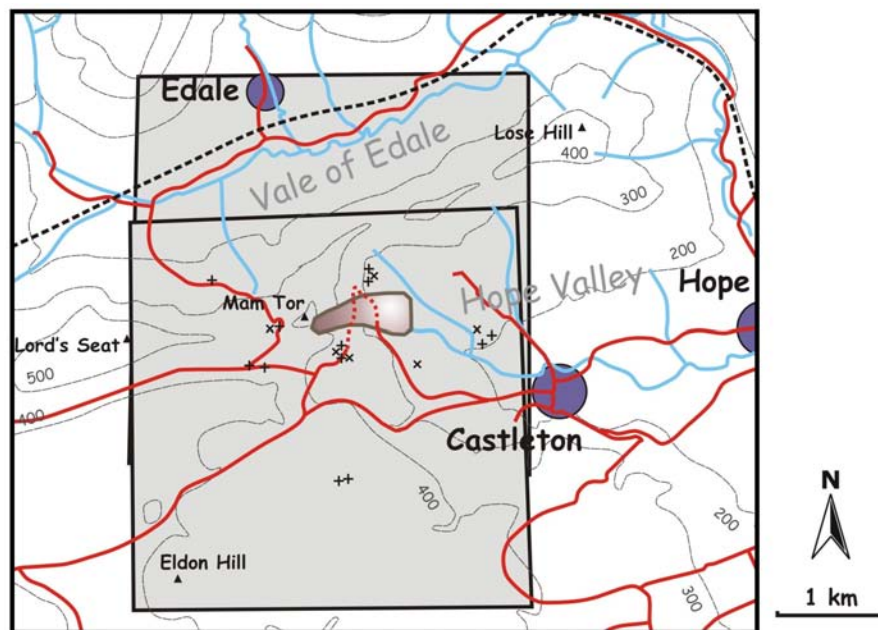 Edale
Vale of Edale
Lose Hill
400
300
200
Hope
Hope Valley
Mam Tor
Lord's Seat
500
400
Castleton
400
200
300
Eldon Hill
N
1 km